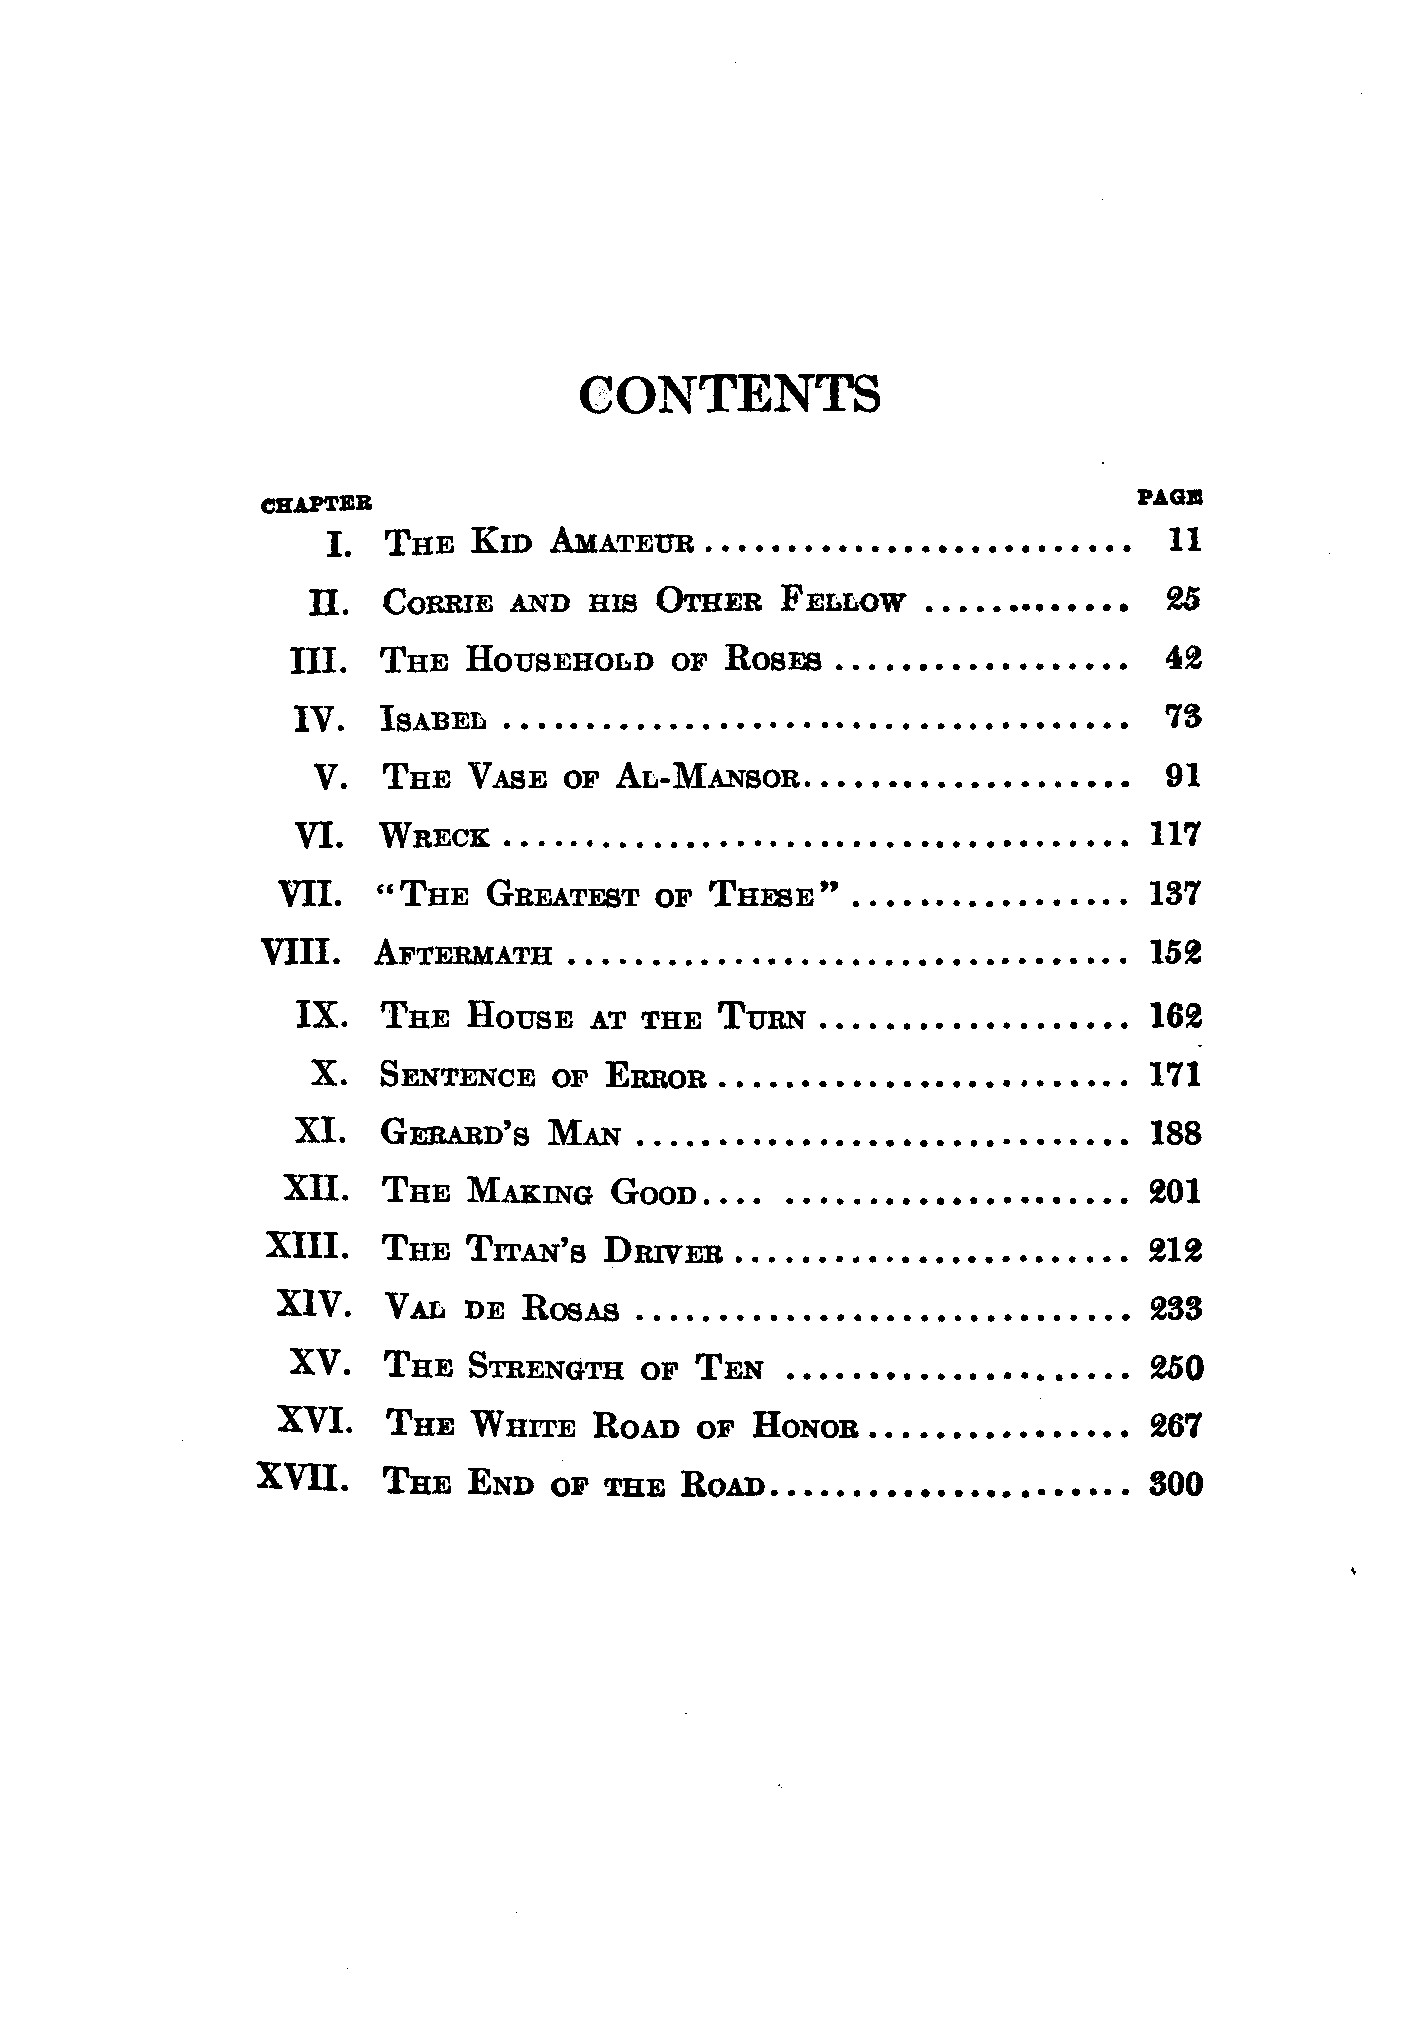 CONTENTS
CHAPTER PAGE
I. THE KID AMATEUR .......................... 11
II. CORRIE AND HIS OTHER FELLOW ............. 25
III. THE HOUSEHOLD OF ROSES .................. 42
IV. ISABEL ...................................... 73
V. THE VASE OF AL-MANSOR .................... 91
VI. WRECK ...................................... 117
VII. "THE GREATEST OF THESE" ................. 137
VIII. AFTERMATH .................................. 152
IX. THE HOUSE AT THE TURN ................... 162
X. SENTENCE OF ERROR ......................... 171
XI. GERARD'S MAN .............................. 188
XII. THE MAKING GOOD .... ..................... 201
XIII. THE TITAN'S DRIVER ........................ 212
XIV. VAL DE ROSAS .............................. 233
XV. THE STRENGTH OF TEN ..................... 250
XVI. THE WHITE ROAD OF HONOR ................ 267
XVII. THE END OF THE ROAD ...................... 300